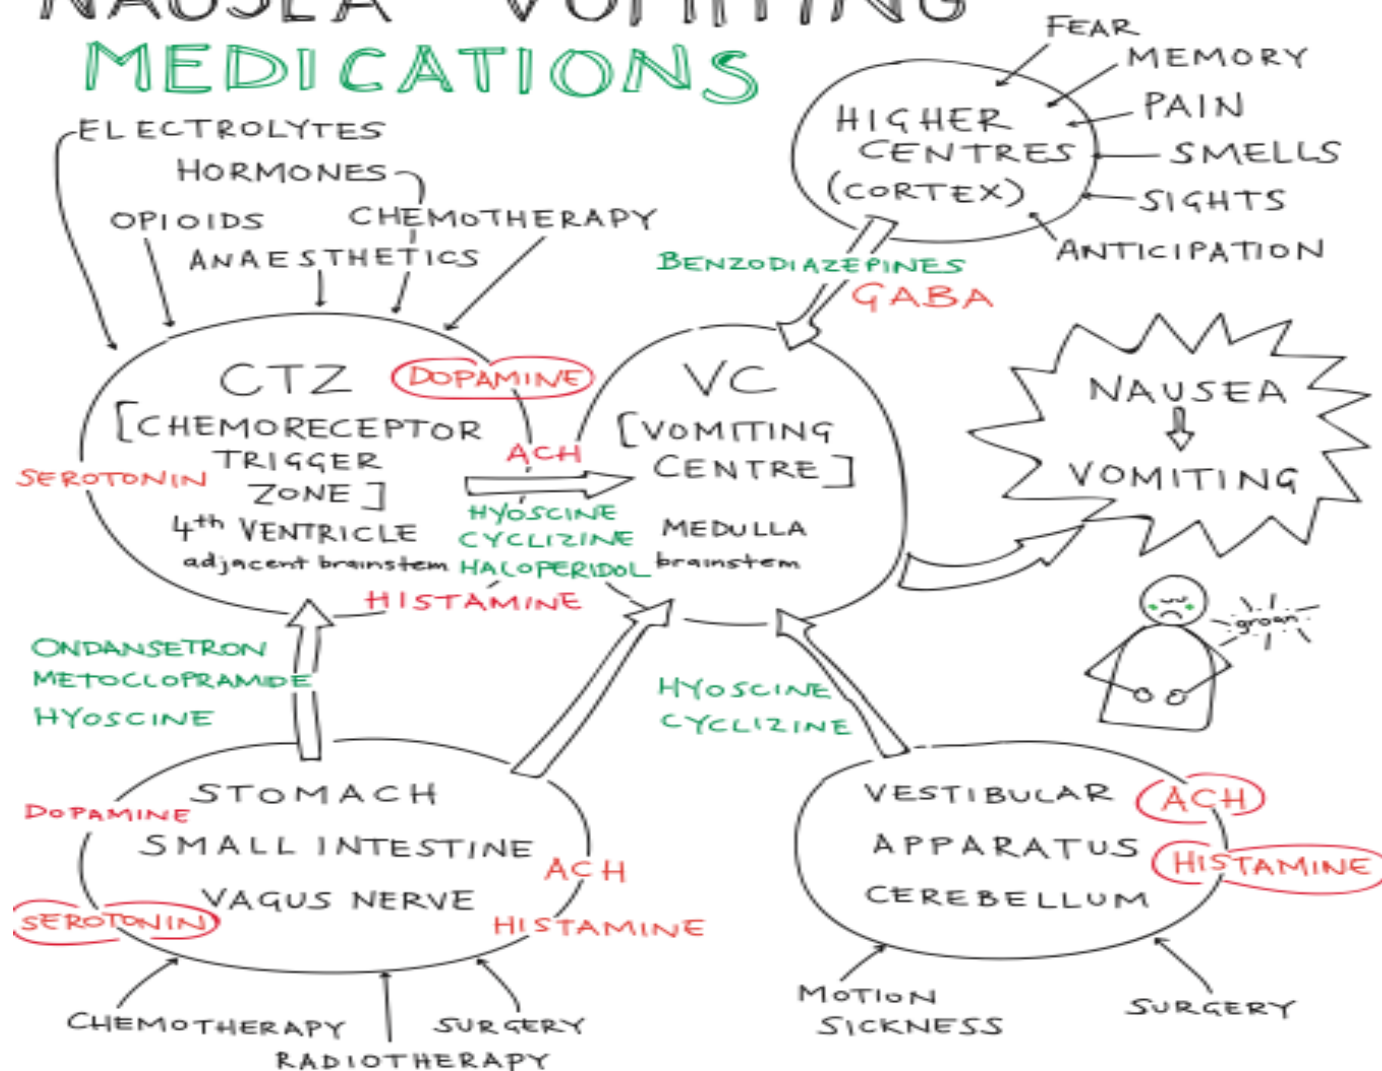 NAUSEA VOMITING
MEDICATIONS
ELECTROLYTES
HORMONES
OPIOIDS
CHEMOTHERAPY
ANAESTHETICS
FEAR
MEMORY
PAIN
SMELLS
SIGHTS
ANTICIPATION
HIGHER
CENTRES
(CORTEX)
BENZODIAZEPINES
GABA
CTZ
DOPAMINE
[CHEMORECEPTOR
TRIGGER
ZONE]
SEROTONIN
4th VENTRICLE
adjacent brainstem
ACH
HYOSCINE
CYCLIZINE
HALOPERIDOL
HISTAMINE
VC
[VOMITING
CENTRE]
MEDULLA
brainstem
NAUSEA
VOMITING
groan
ONDANSETRON
METOCLOPRAMIDE
HYOSCINE
HYOSCINE
CYCLIZINE
STOMACH
DOPAMINE
SMALL INTESTINE
ACH
VAGUS NERVE
SEROTONIN
HISTAMINE
CHEMOTHERAPY
RADIOTHERAPY
SURGERY
VESTIBULAR
ACH
APPARATUS
HISTAMINE
CEREBELLUM
MOTION
SICKNESS
SURGERY